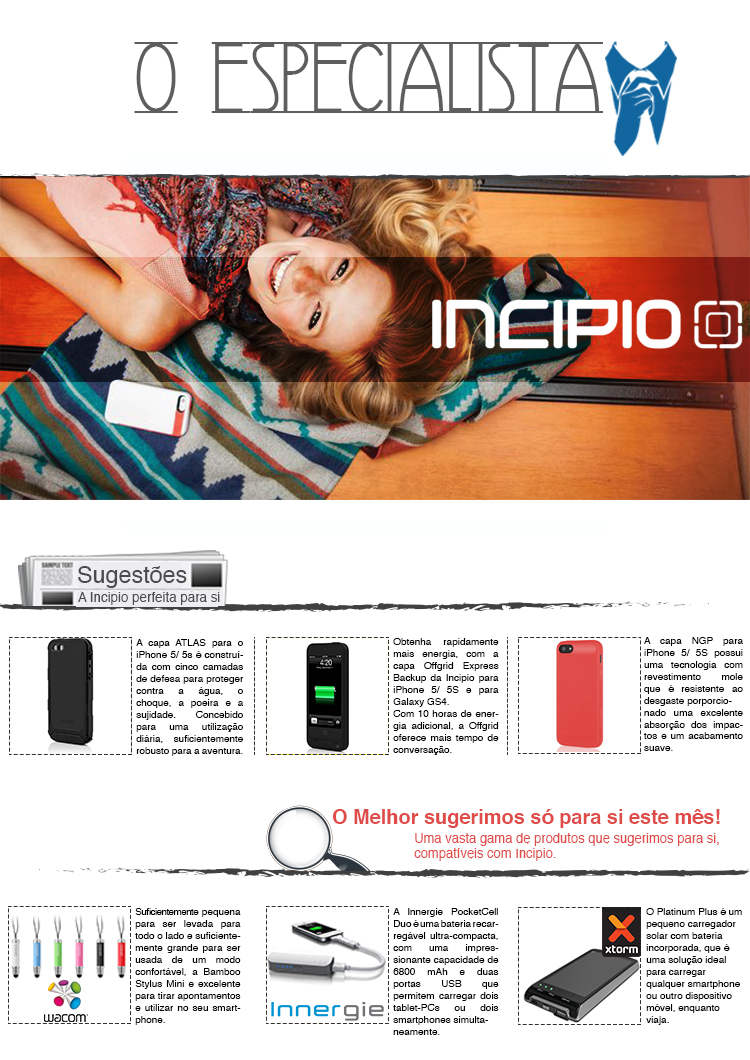 O ESPECIALISTA
INCIPIO
SAMPLE TEXT
Sugestões
A Incipio perfeita para si
A capa ATLAS para o
iPhone 5/ 5s é construi-
da com cinco camadas
de defesa para proteger
contra a água, o
choque, a poeira e a
sujidade. Concebido
para uma utilização
diária, suficientemente
robusto para a aventura.
4:20
Obtenha rapidamente
mais energia, com a
capa Offgrid Express
Backup da Incipio para
iPhone 5/ 5S e para
Galaxy GS4.
Com 10 horas de ener-
gia adicional, a Offgrid
oferece mais tempo de
conversação.
A capa NGP para
iPhone 5/ 5S possui
uma tecnologia com
revestimento mole
que é resistente ao
desgaste porporcio-
nado uma excelente
absorção dos impac-
tos e um acabamento
suave.
O Melhor sugerimos só para si este mês!
Uma vasta gama de produtos que sugerimos para si,
compatíveis com Incipio.
wacom
Suficientemente pequena
para ser levada para
todo o lado e suficiente-
mente grande para ser
usada de um modo
confortável, a Bamboo
Stylus Mini e excelente
para tirar apontamentos
e utilizar no seu smart-
phone.
Innergie
A Innergie PocketCell
Duo é uma bateria recar-
regável ultra-compacta,
com uma impres-
sionante capacidade de
6800 mAh e duas
portas USB que
permitem carregar dois
tablet-PCs ou dois
smartphones simulta-
neamente.
xtorm
O Platinum Plus é um
pequeno carregador
solar com bateria
incorporada, que é
uma solução ideal
para carregar
qualquer smartphone
ou outro dispositivo
móvel, enquanto
viaja.